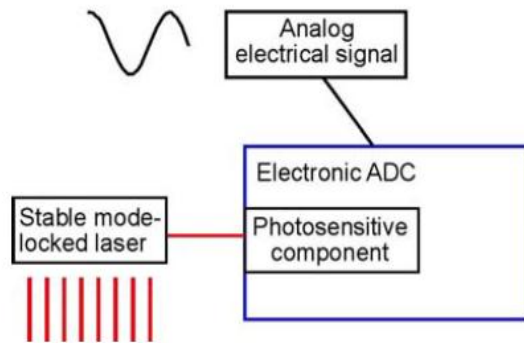 Analog
electrical signal
Electronic ADC
Stable mode-
locked laser
Photosensitive
component